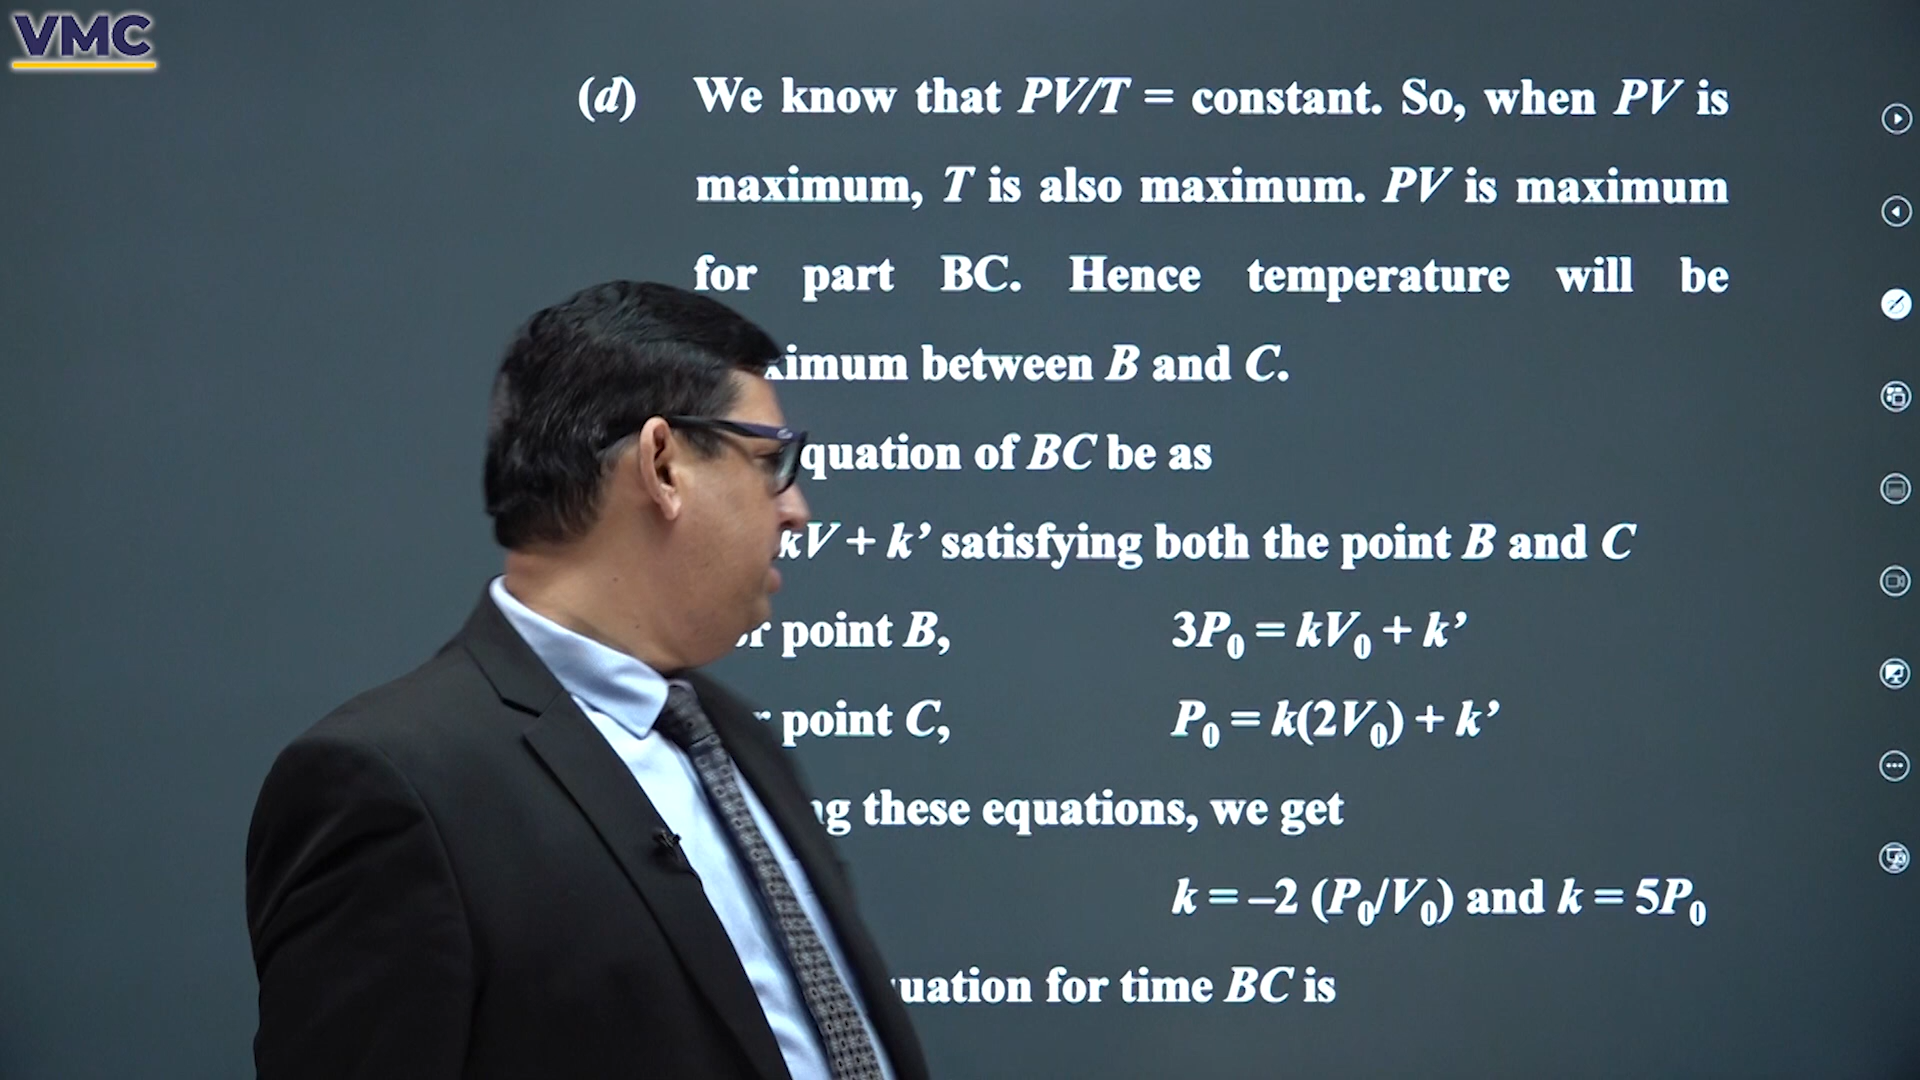 VMC
(d) We know that PV/T = constant. So, when PV is
maximum, T is also maximum. PV is maximum
for part BC. Hence temperature will be
ximum between B and C.
quation of BC be as
kV + k’ satisfying both the point B and C
r point B, 3P₀ = kV₀ + k’
r point C, P₀ = k(2V₀) + k’
ng these equations, we get
k = –2 (P₀/V₀) and k = 5P₀
uation for time BC is